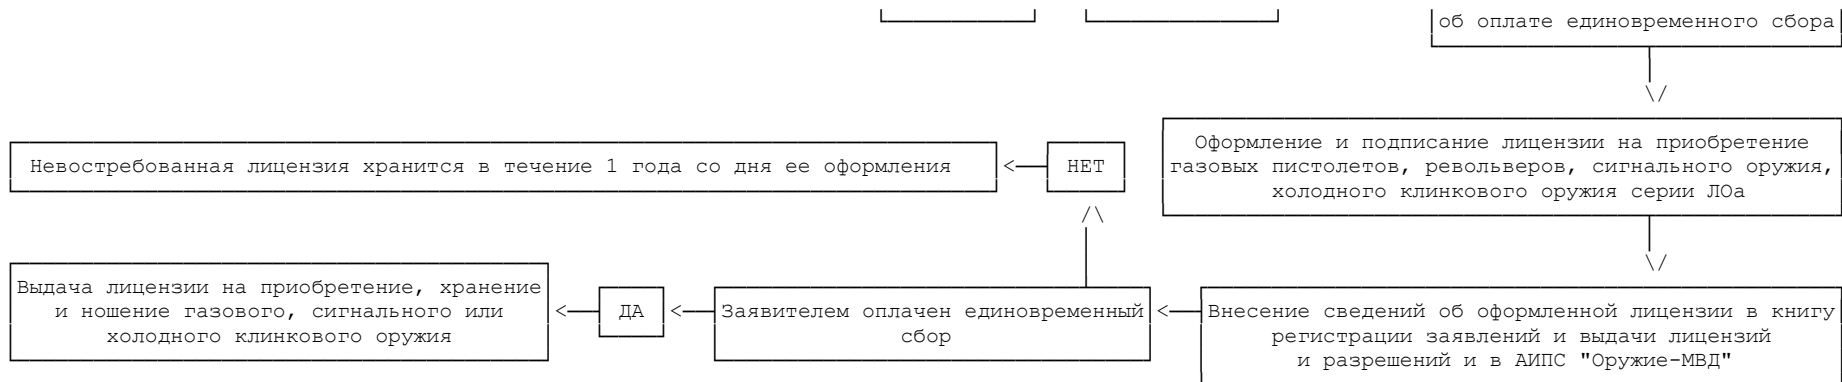 об оплате единовременного сбора
Оформление и подписание лицензии на приобретение
газовых пистолетов, револьверов, сигнального оружия,
холодного клинкового оружия серии ЛОа
Невостребованная лицензия хранится в течение 1 года со дня ее оформления
НЕТ
Выдача лицензии на приобретение, хранение
и ношение газового, сигнального или
холодного клинкового оружия
ДА
Заявителем оплачен единовременный
сбор
Внесение сведений об оформленной лицензии в книгу
регистрации заявлений и выдачи лицензий
и разрешений и в АИПС "Оружие-МВД"